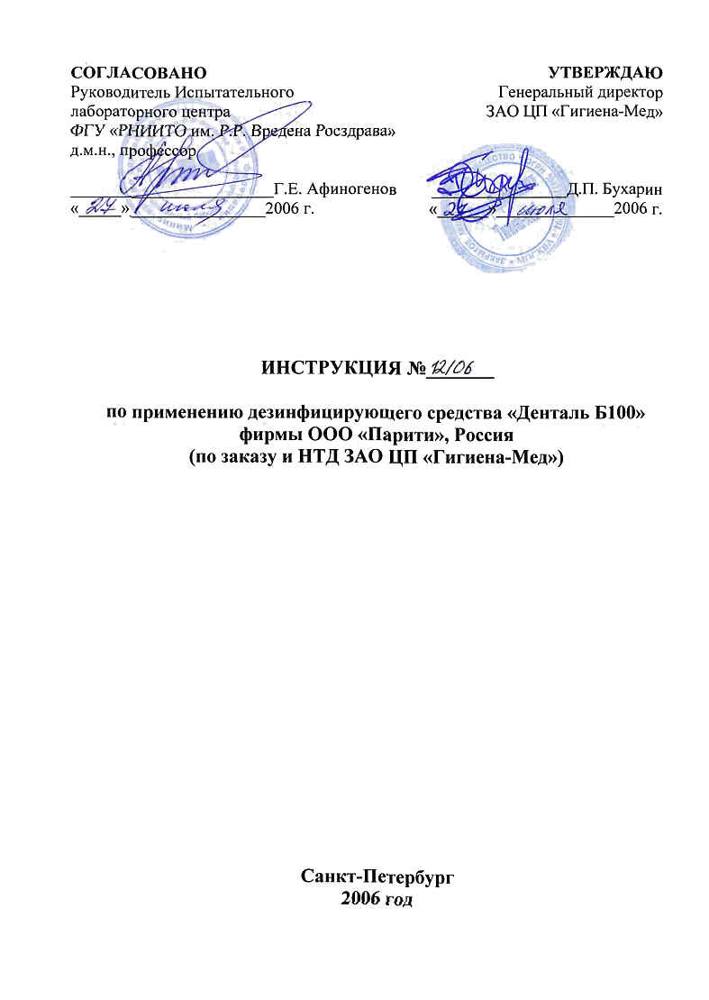 СОГЛАСОВАНО
Руководитель Испытательного
лабораторного центра
ФГУ «РНИИТО им. Р.Р. Вредена Росздрава»
д.м.н., профессор
Г.Е. Афиногенов
« 27 » июля 2006 г.
УТВЕРЖДАЮ
Генеральный директор
ЗАО ЦП «Гигиена-Мед»
Д.П. Бухарин
« 27 » июля 2006 г.
МОСКВА * ЗАКРЫТОЕ
ИНСТРУКЦИЯ № 12/06
по применению дезинфицирующего средства «Денталь Б100»
фирмы ООО «Парити», Россия
(по заказу и НТД ЗАО ЦП «Гигиена-Мед»)
Санкт-Петербург
2006 год